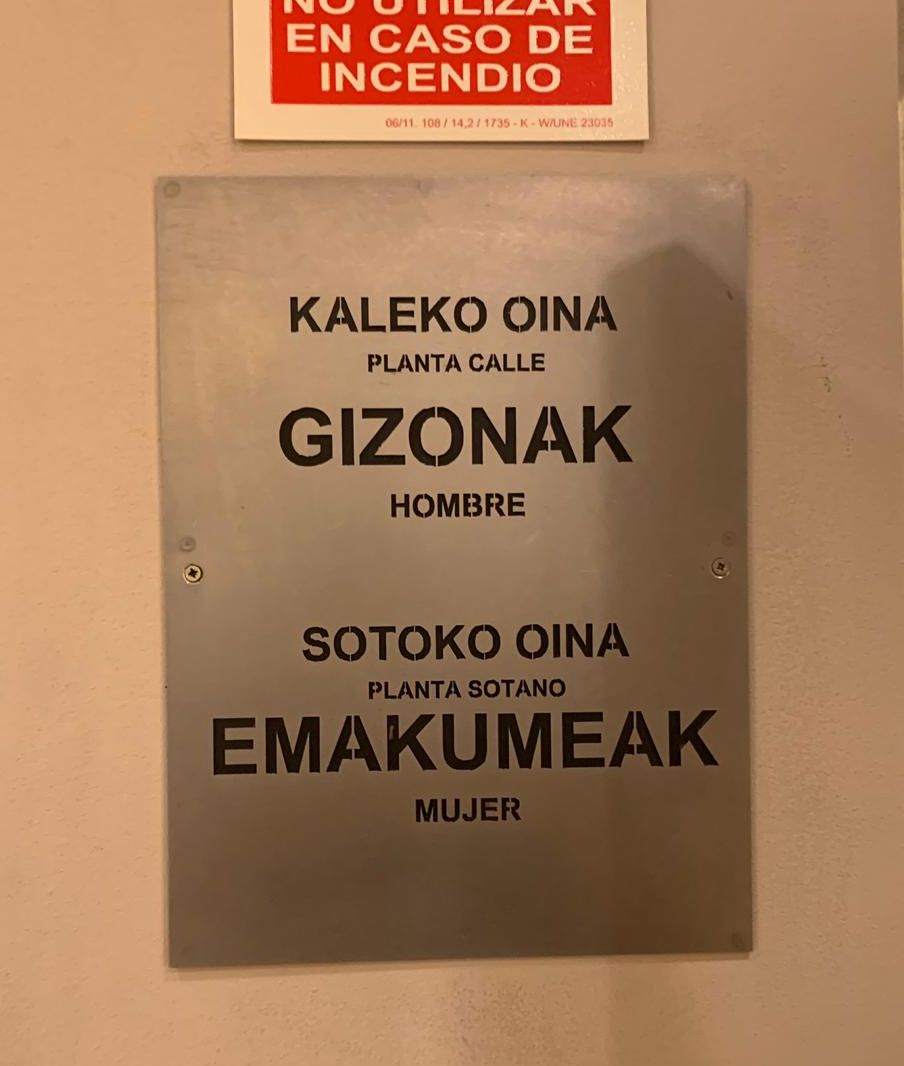 NO UTILIZAR
EN CASO DE
INCENDIO
06/11. 108 / 14,2 / 1735 - K - W/UNE 23035
KALEKO OINA
PLANTA CALLE
GIZONAK
HOMBRE
SOTOKO OINA
PLANTA SOTANO
EMAKUMEAK
MUJER